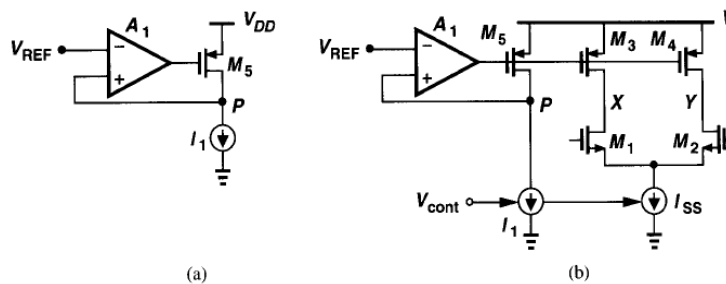 A1
VDD
VREF
−
+
M5
P
I1
(a)
A1
M5
M3
M4
V
VREF
−
+
P
X
Y
M1
M2
Vcont
I1
ISS
(b)